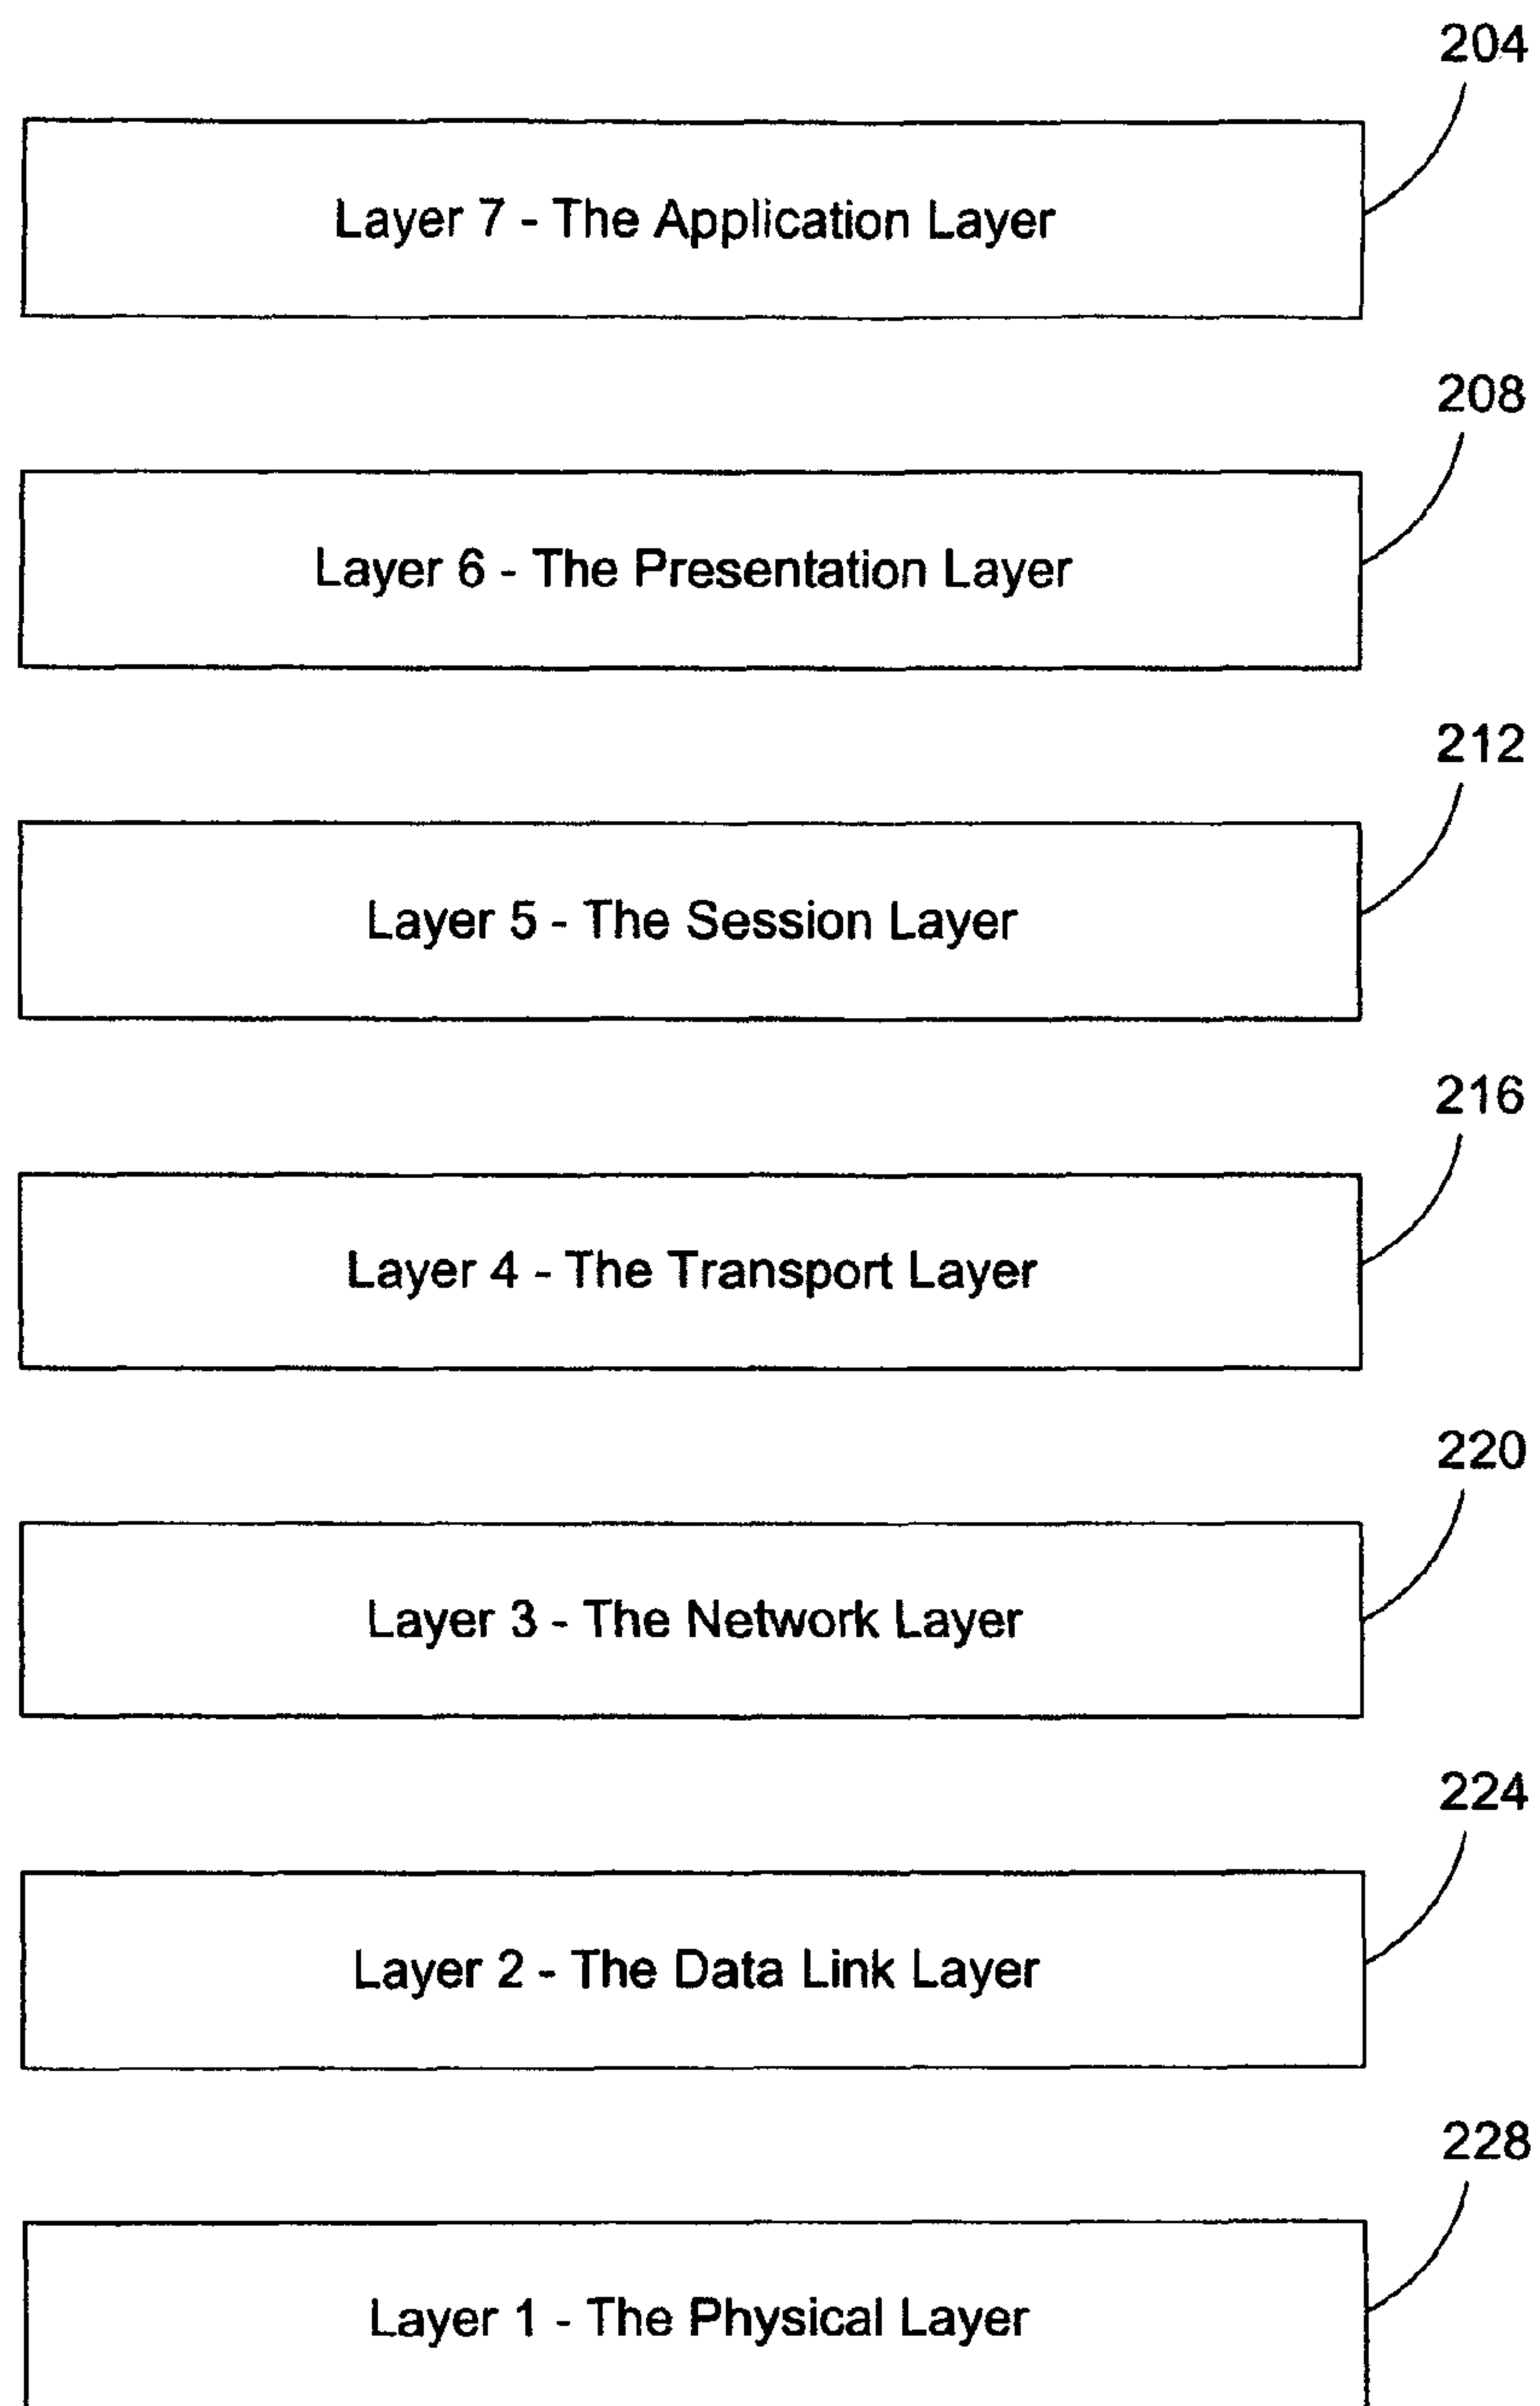 204
Layer 7 - The Application Layer
208
Layer 6 - The Presentation Layer
212
Layer 5 - The Session Layer
216
Layer 4 - The Transport Layer
220
Layer 3 - The Network Layer
224
Layer 2 - The Data Link Layer
228
Layer 1 - The Physical Layer